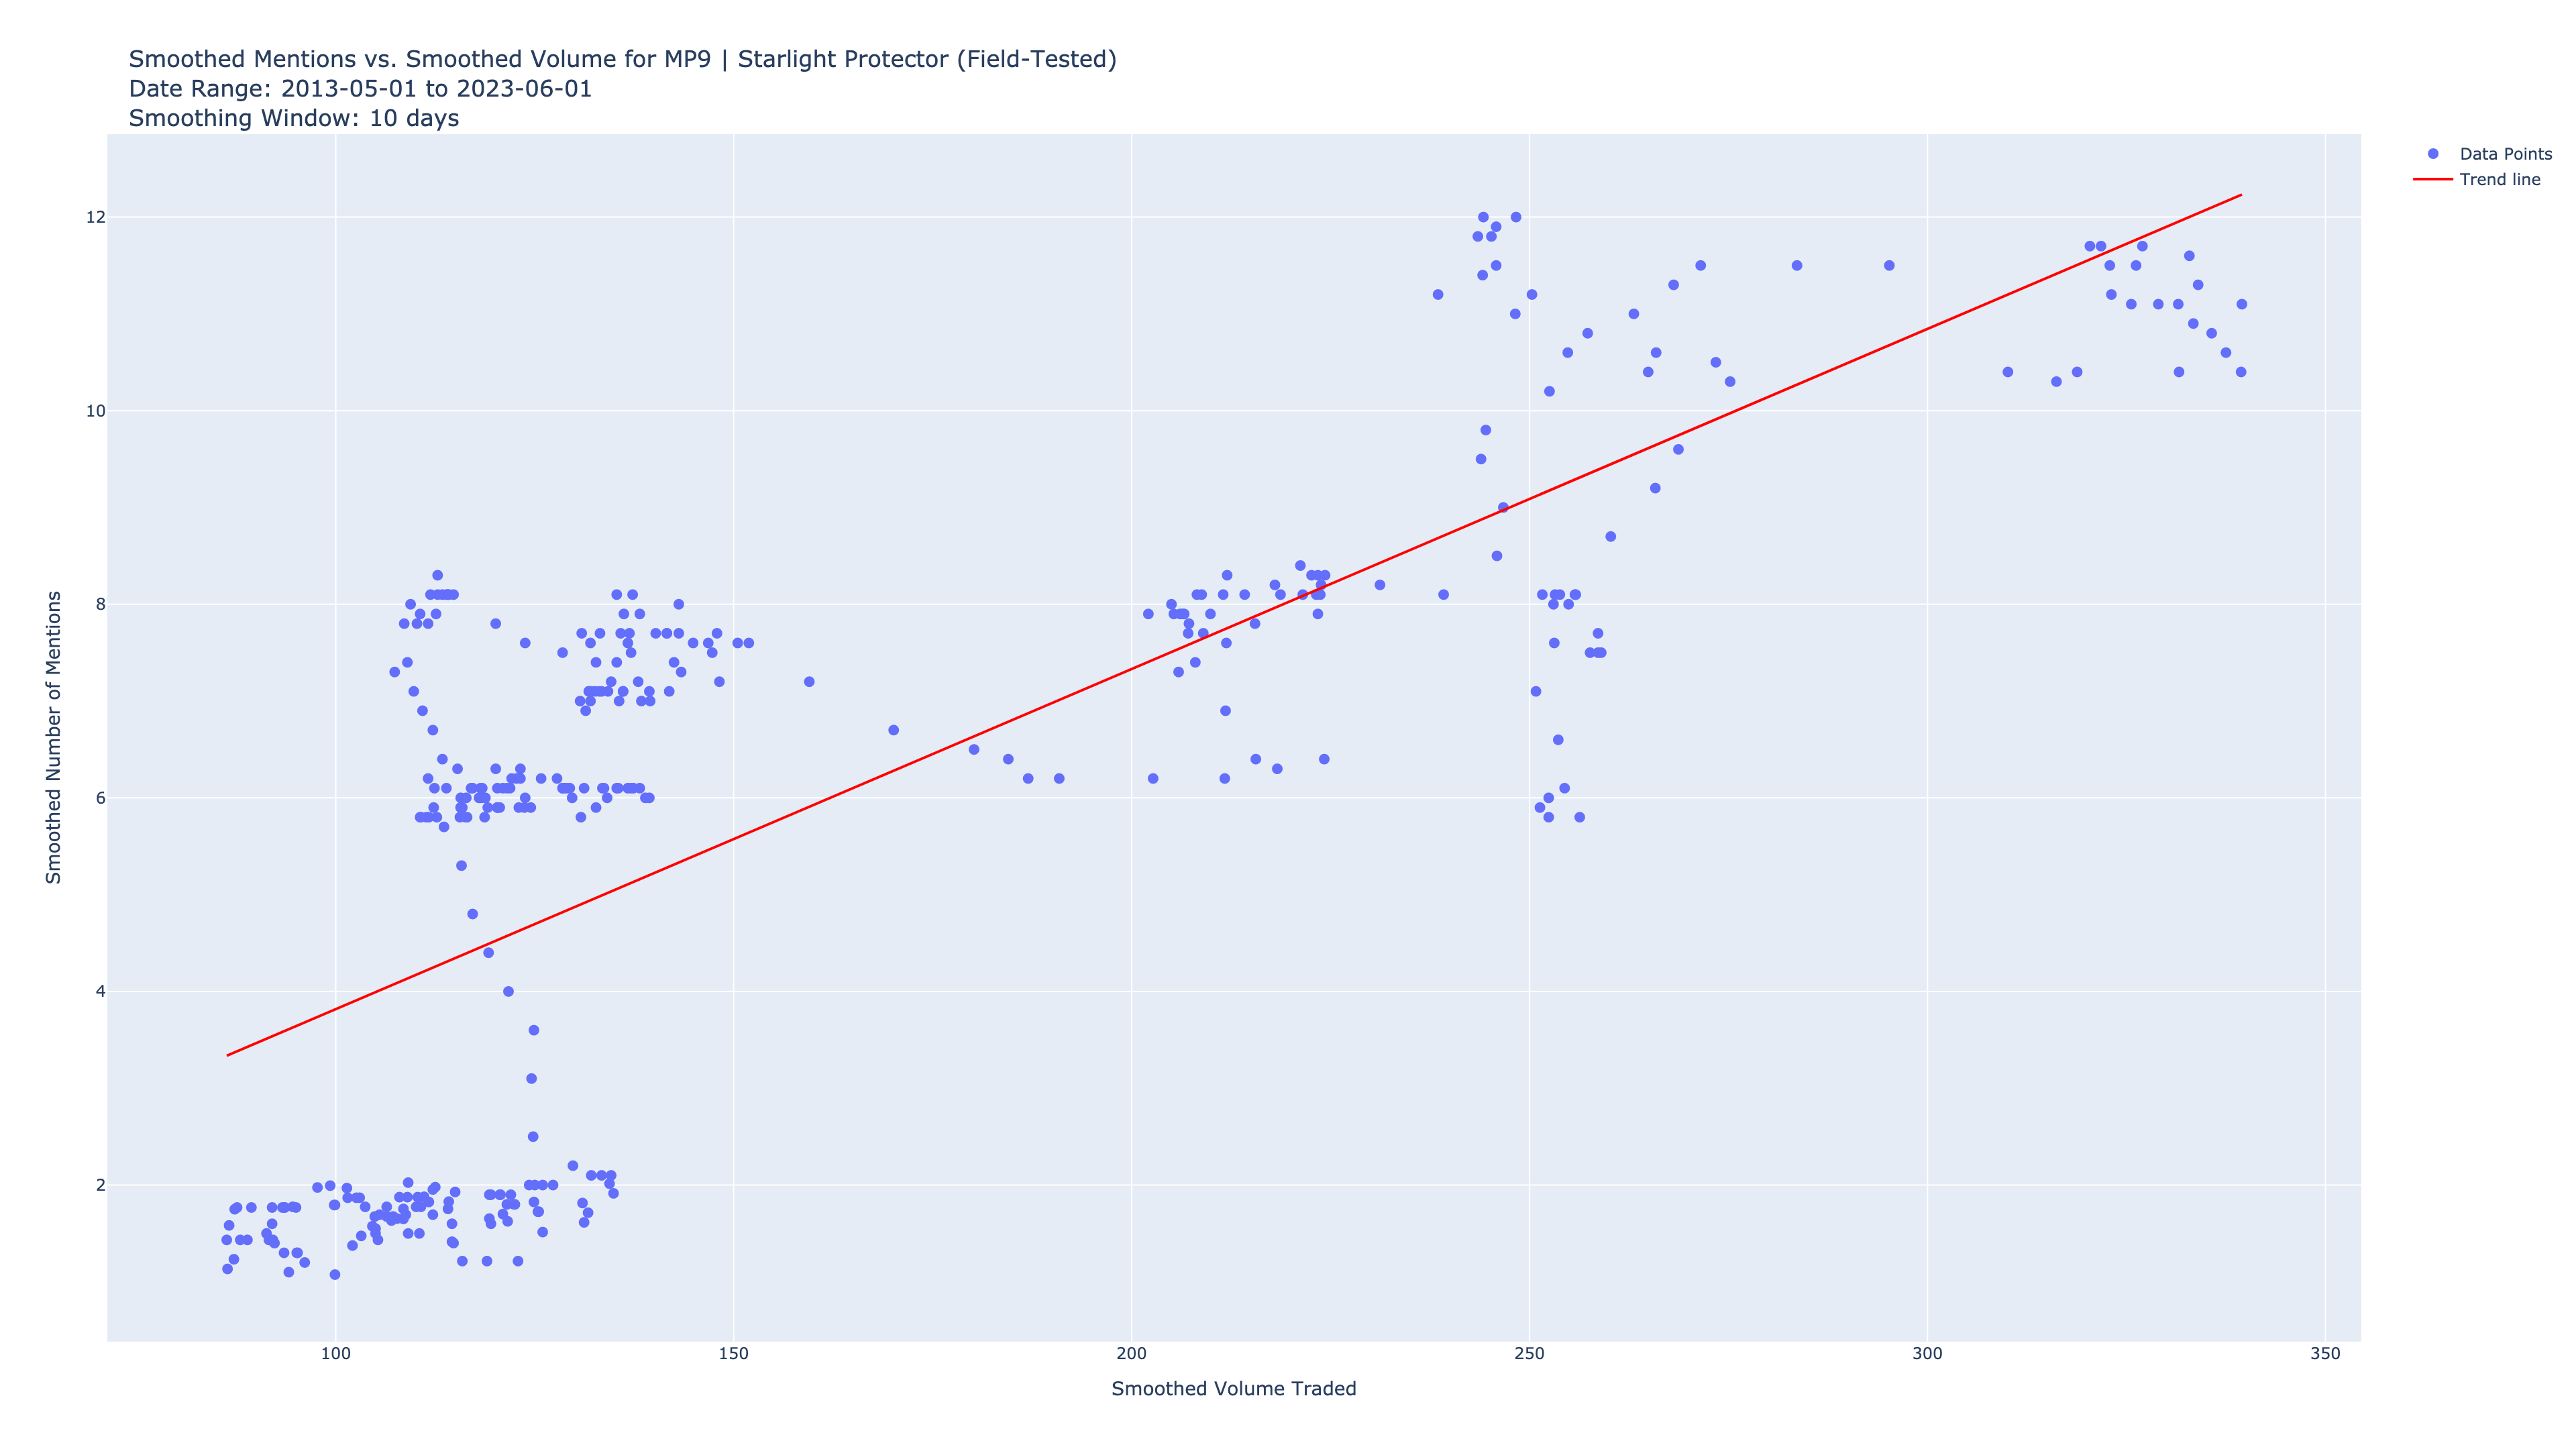 Smoothed Mentions vs. Smoothed Volume for MP9 | Starlight Protector (Field-Tested)
Date Range: 2013-05-01 to 2023-06-01
Smoothing Window: 10 days
Data Points
Trend line
12
10
8
6
4
2
Smoothed Number of Mentions
100
150
200
250
300
350
Smoothed Volume Traded